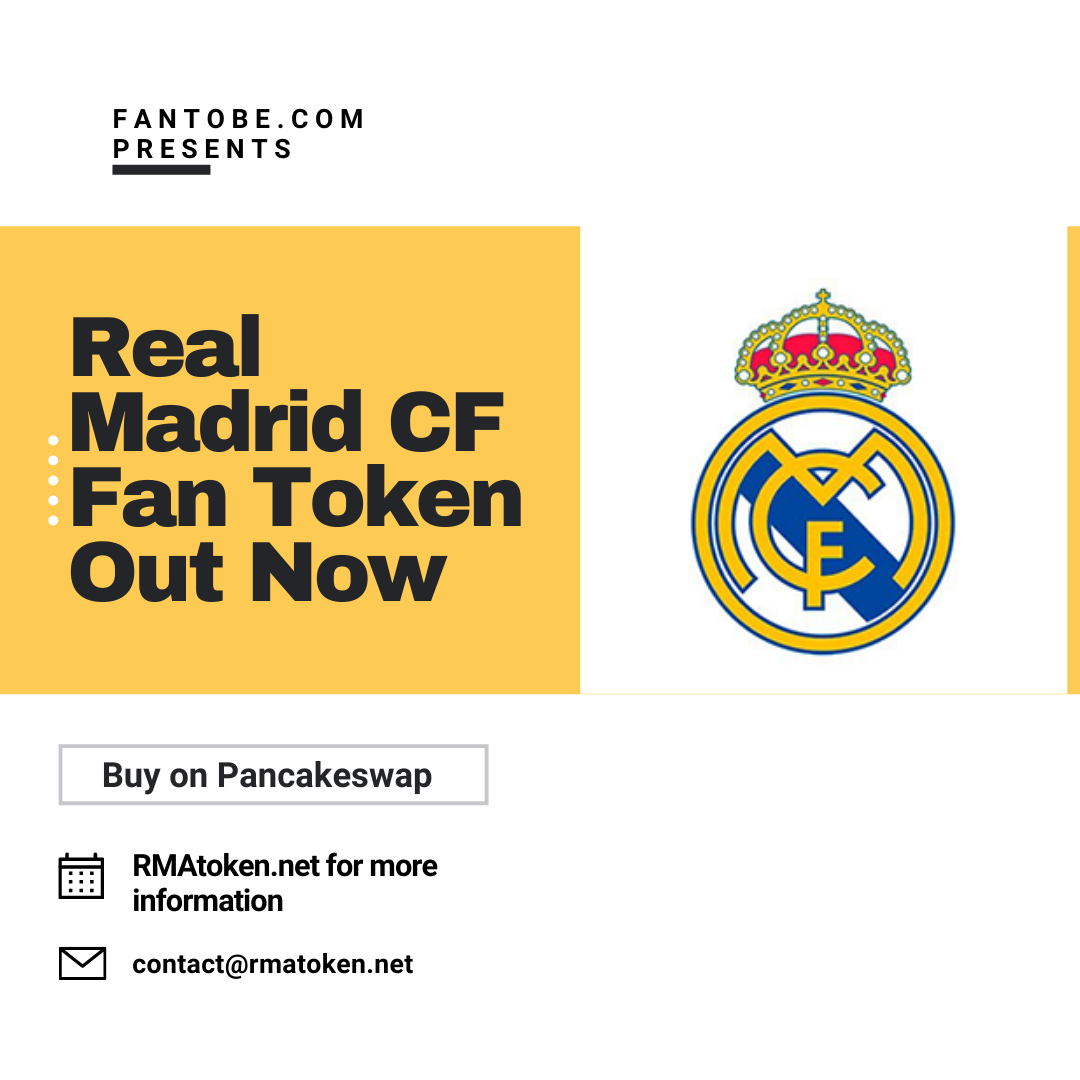 FANTOBE.COM
PRESENTS
Real
Madrid CF
Fan Token
Out Now
MCF
Buy on Pancakeswap
RMAtoken.net for more
information
contact@rmatoken.net